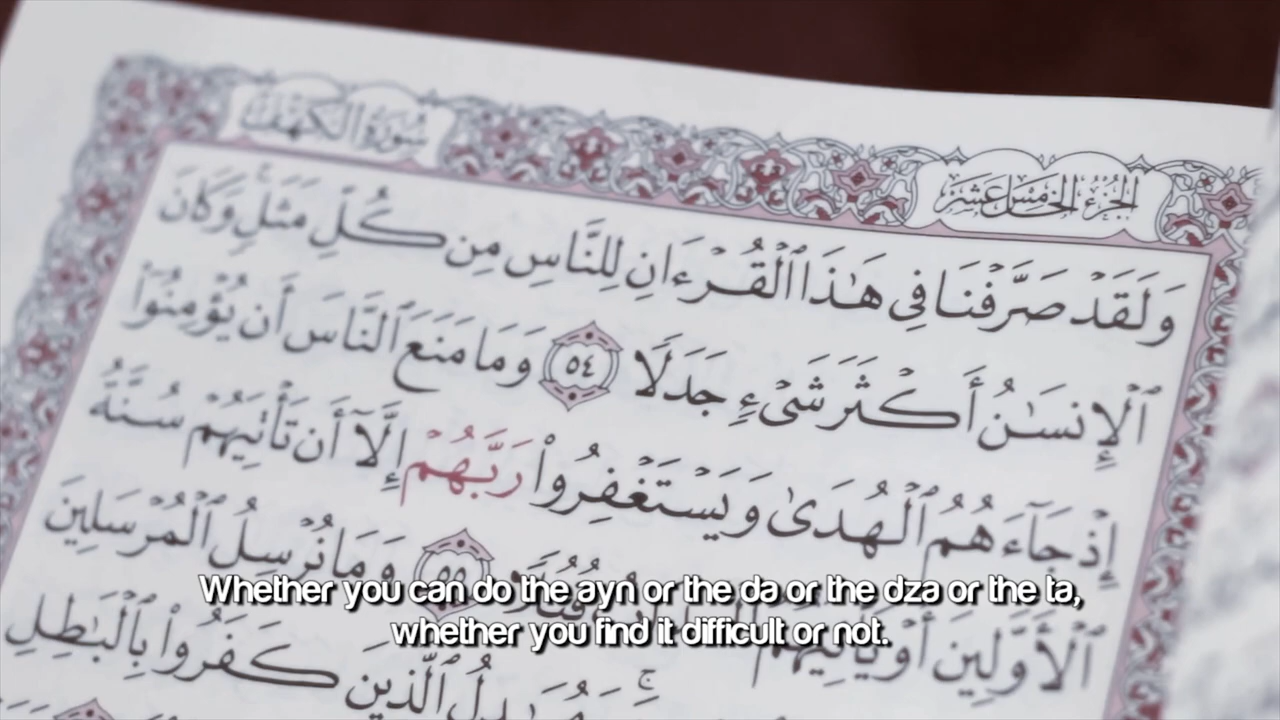 الجزء الخامس عشر
سورة الكهف
وَلَقَدْ صَرَّفْنَا فِى هَـٰذَا ٱلْقُرْءَانِ لِلنَّاسِ مِن كُلِّ مَثَلٍ وَكَانَ
ٱلْإِنسَـٰنُ أَكْثَرَ شَىْءٍ جَدَلًا ٥٤ وَمَا مَنَعَ ٱلنَّاسَ أَن يُؤْمِنُوٓا۟
إِذْ جَآءَهُمُ ٱلْهُدَىٰ وَيَسْتَغْفِرُوا۟ رَبَّهُمْ إِلَّآ أَن تَأْتِيَهُمْ سُنَّةُ
ٱلْأَوَّلِينَ أَوْ يَأْتِيَهُمُ قُبُلًا ٥٥ وَمَا نُرْسِلُ ٱلْمُرْسَلِينَ
ٱلَّذِينَ كَفَرُوا۟ بِٱلْبَـٰطِلِ
Whether you can do the ayn or the da or the dza or the ta,
whether you find it difficult or not.